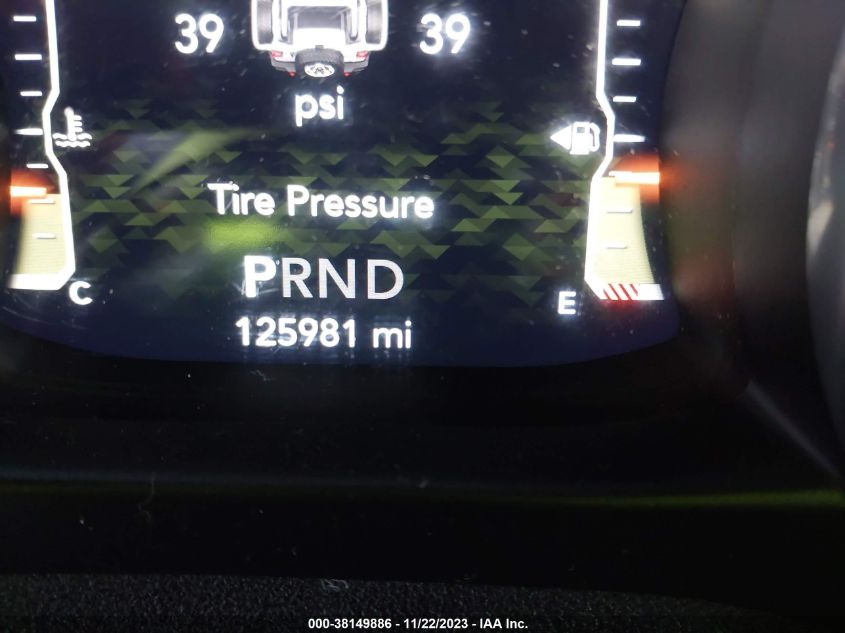 39 39
psi
Tire Pressure
PRND
C E
125981 mi
000-38149886 - 11/22/2023 - IAA Inc.